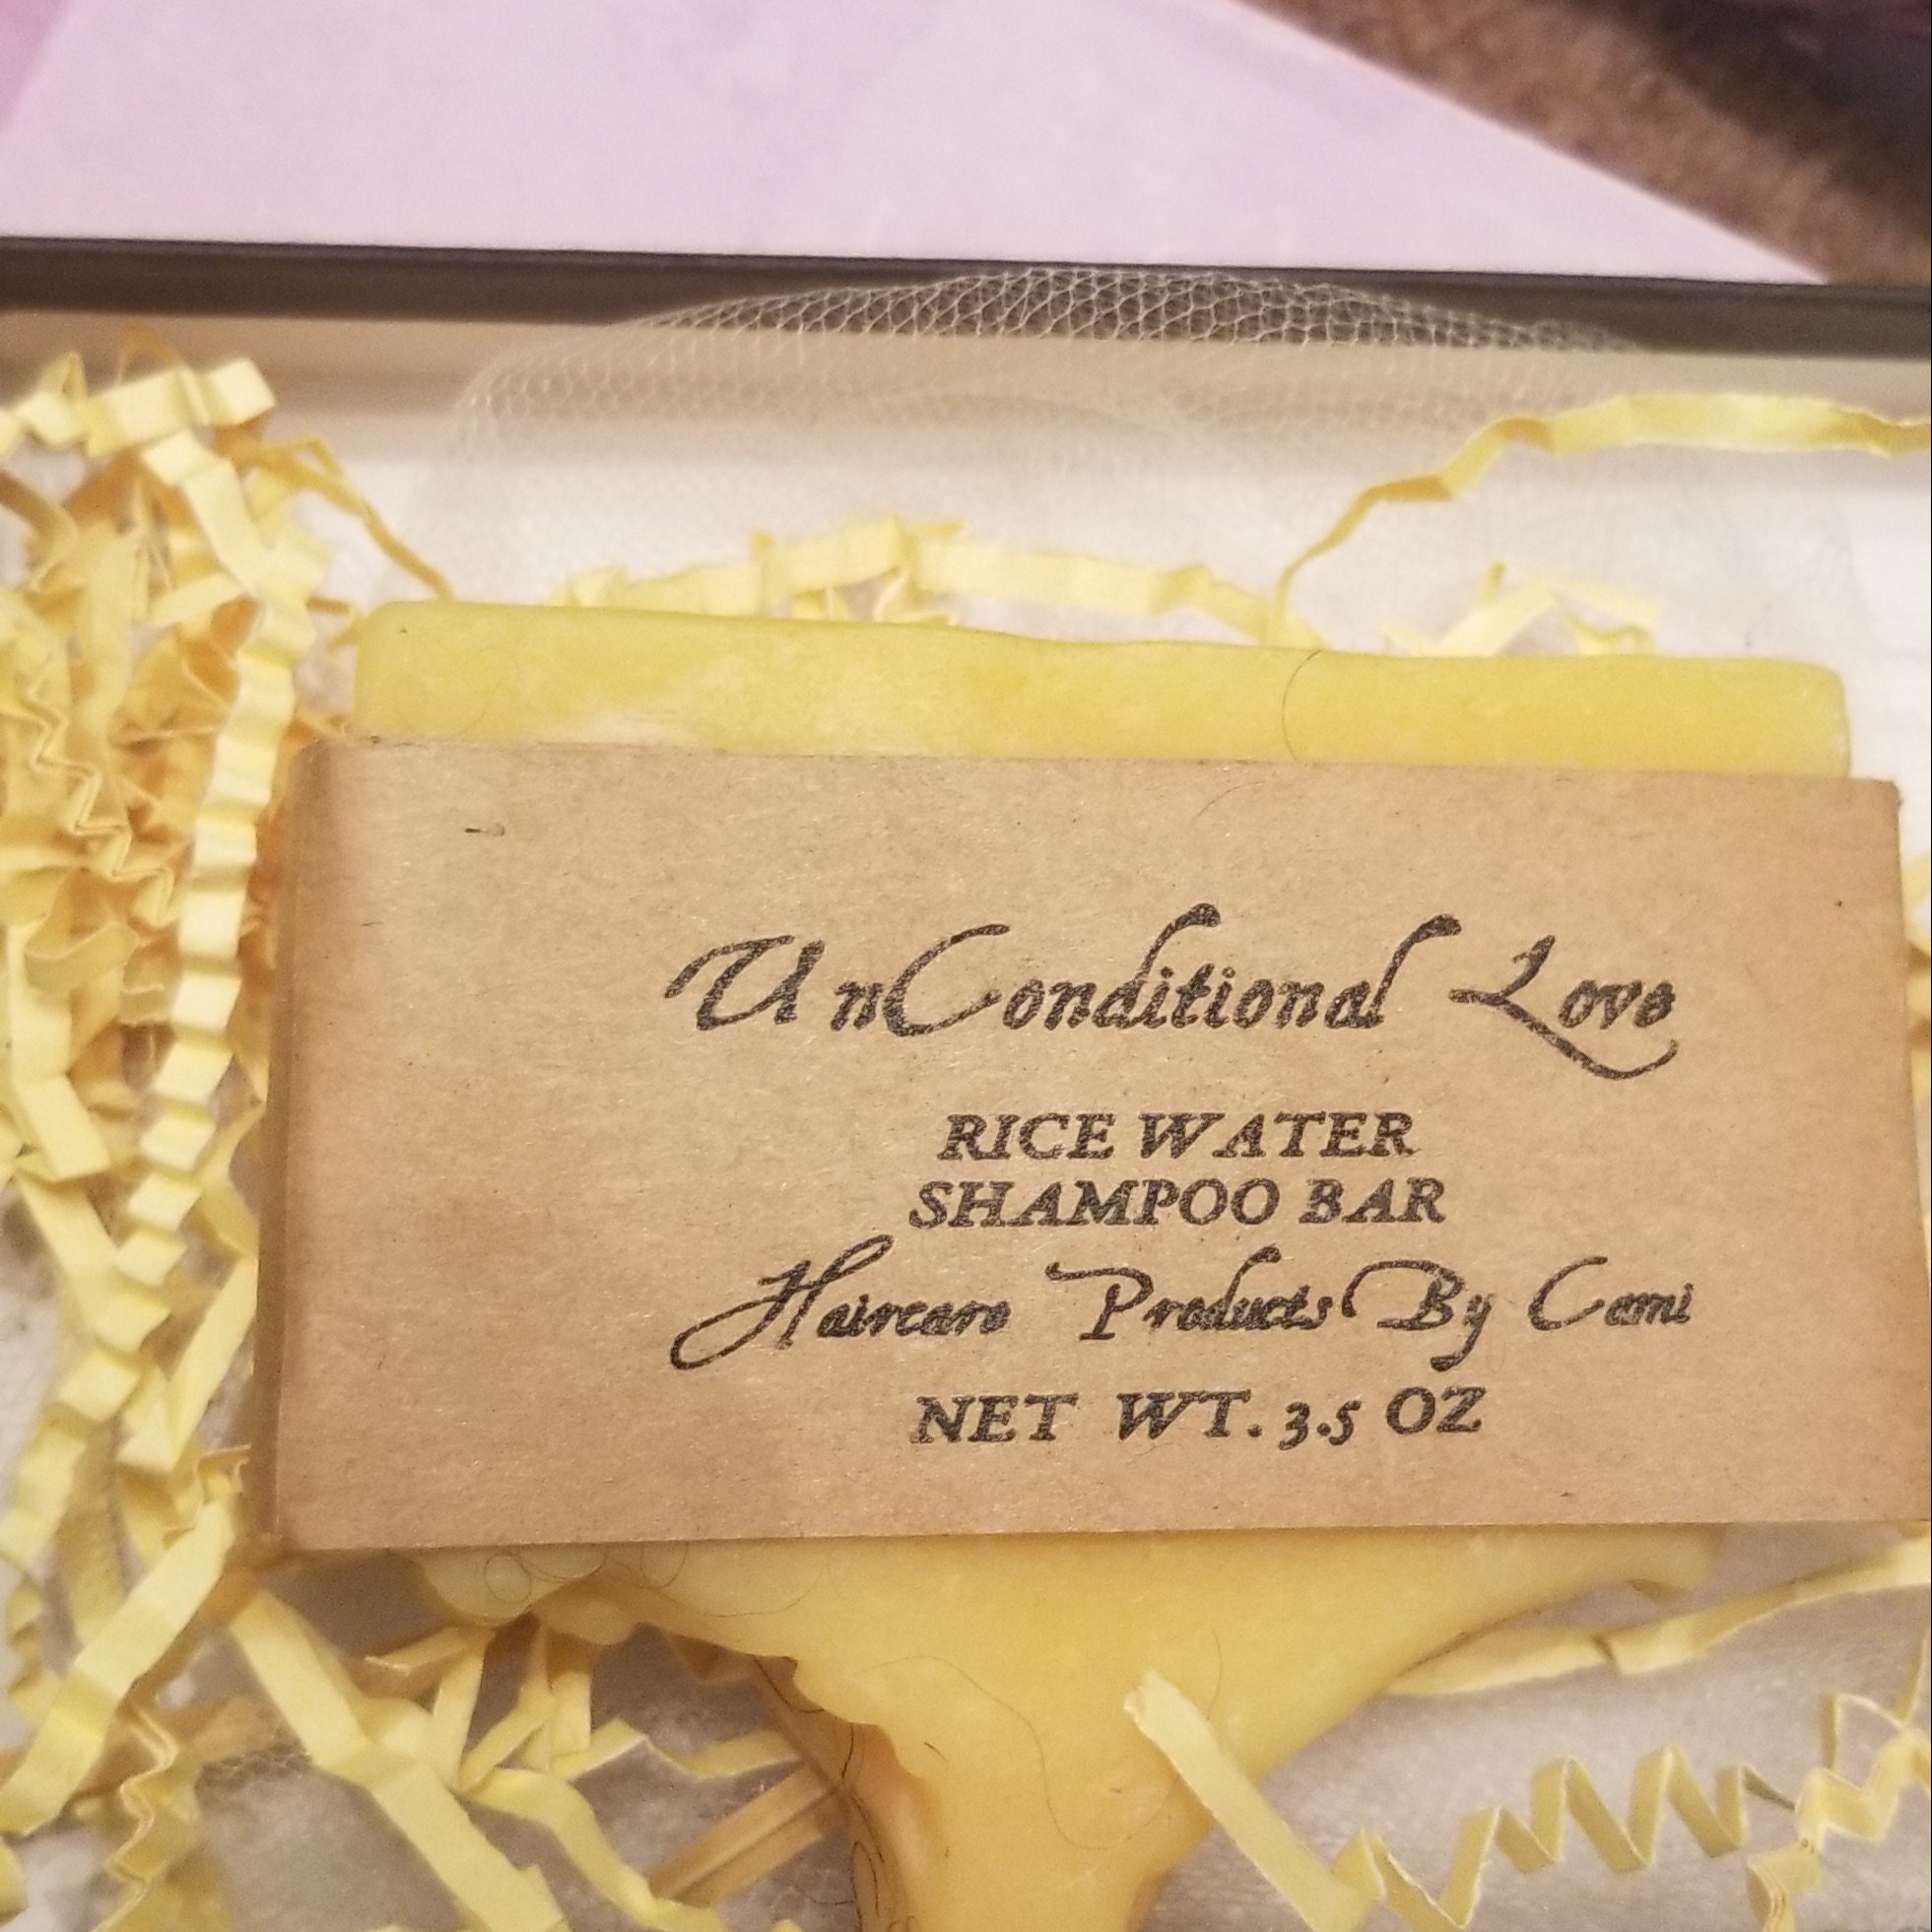 UnConditional Love
RICE WATER
SHAMPOO BAR
Haircare Products By Cami
NET WT. 3.5 OZ